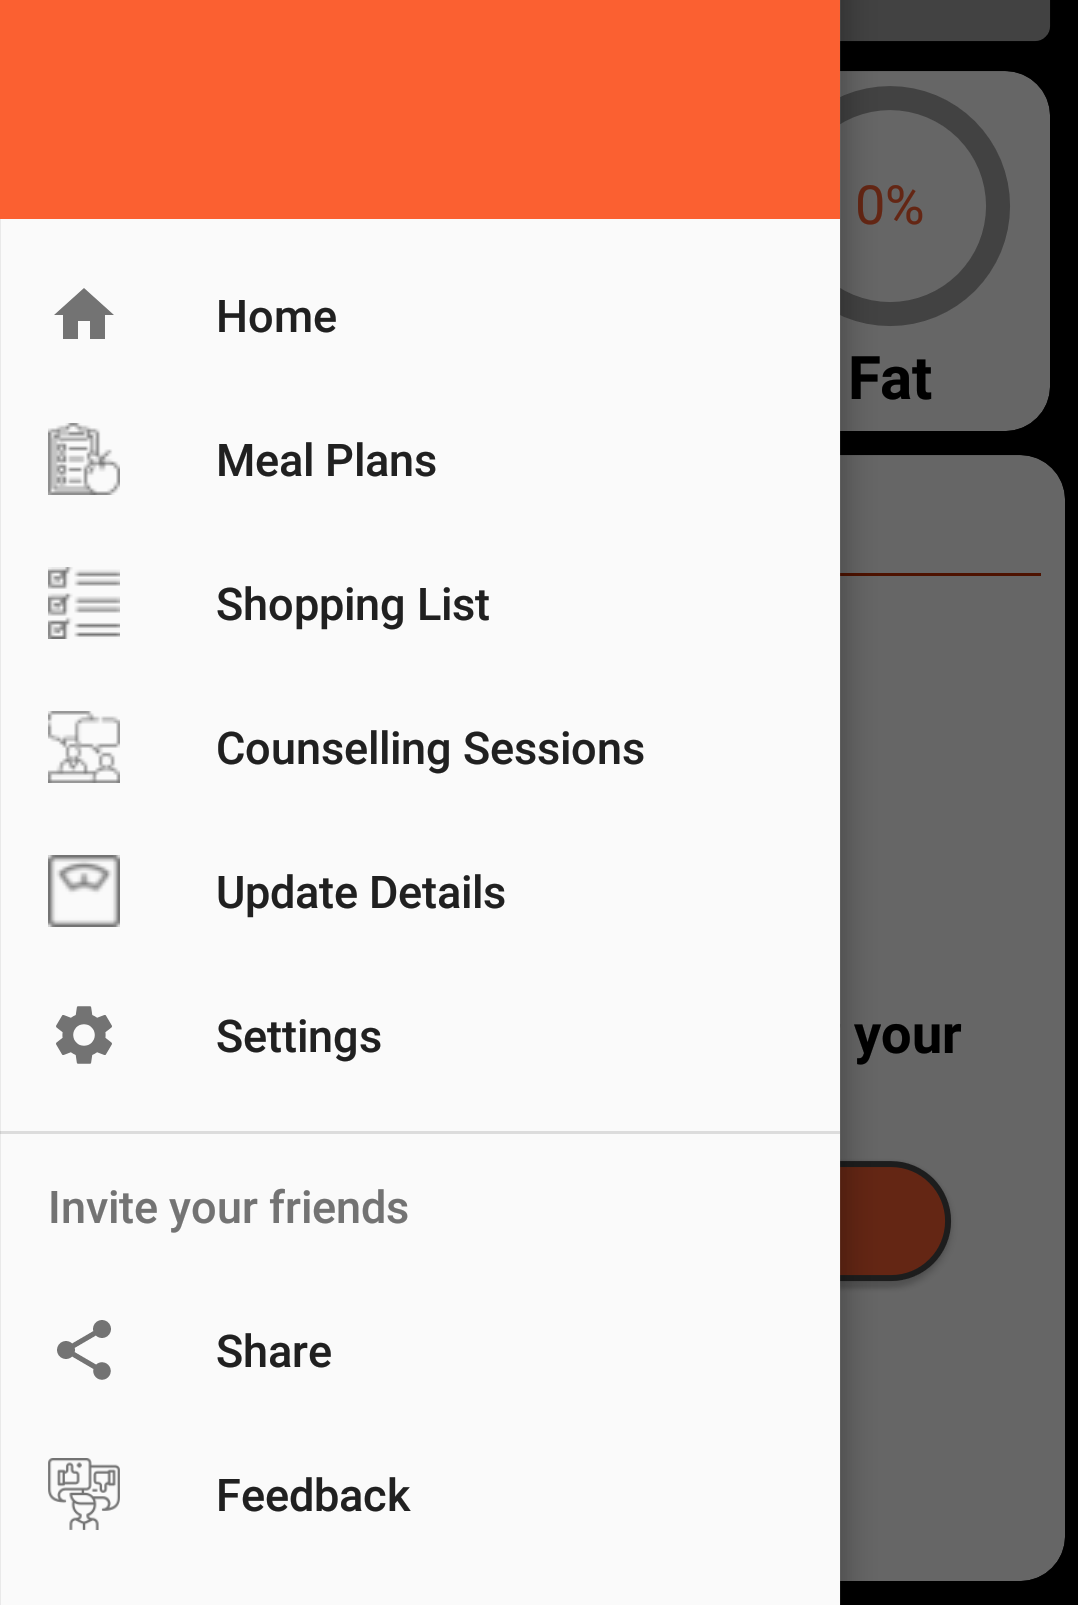 0%
Fat
Home
Meal Plans
Shopping List
Counselling Sessions
Update Details
Settings
your
Invite your friends
Share
Feedback